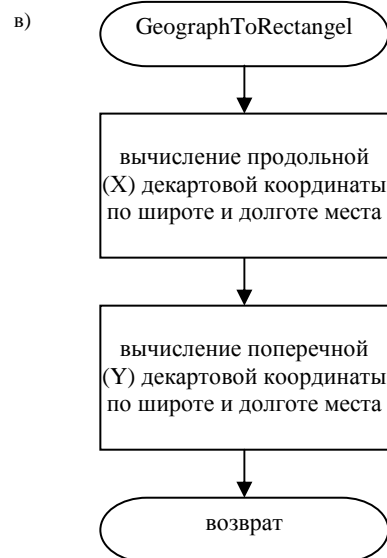 в)
GeographToRectangel
вычисление продольной
(X) декартовой координаты
по широте и долготе места
вычисление поперечной
(Y) декартовой координаты
по широте и долготе места
возврат